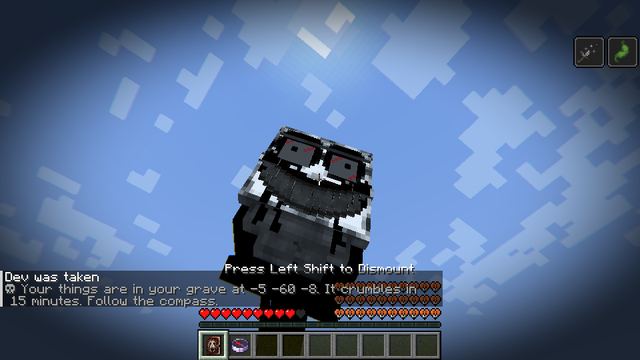 Press Left Shift to Dismount
Dev was taken
☠ Your things are in your grave at -5 -60 -8. It crumbles in
15 minutes. Follow the compass.